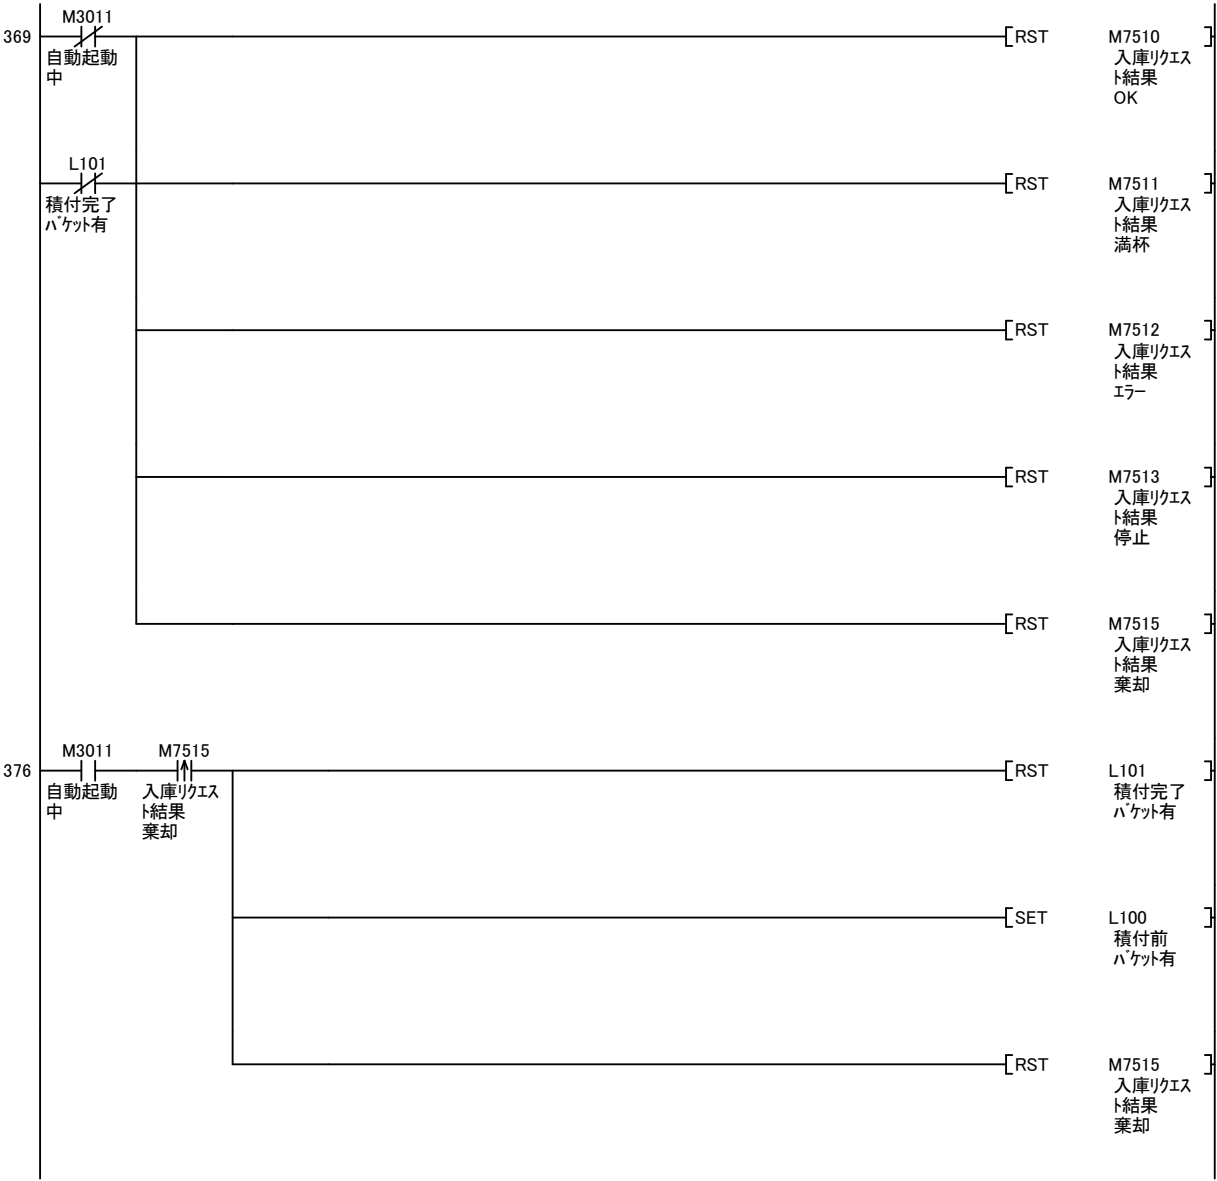 M3011
369
RST M7510
自動起動
中
入庫ﾘｸｴｽ
ﾄ結果
OK
L101
RST M7511
積付完了
ﾊﾞｹｯﾄ有
入庫ﾘｸｴｽ
ﾄ結果
満杯
RST M7512
入庫ﾘｸｴｽ
ﾄ結果
ｴﾗｰ
RST M7513
入庫ﾘｸｴｽ
ﾄ結果
停止
RST M7515
入庫ﾘｸｴｽ
ﾄ結果
棄却
M3011 M7515
376
RST L101
自動起動
中
入庫ﾘｸｴｽ
ﾄ結果
棄却
積付完了
ﾊﾞｹｯﾄ有
SET L100
積付前
ﾊﾞｹｯﾄ有
RST M7515
入庫ﾘｸｴｽ
ﾄ結果
棄却